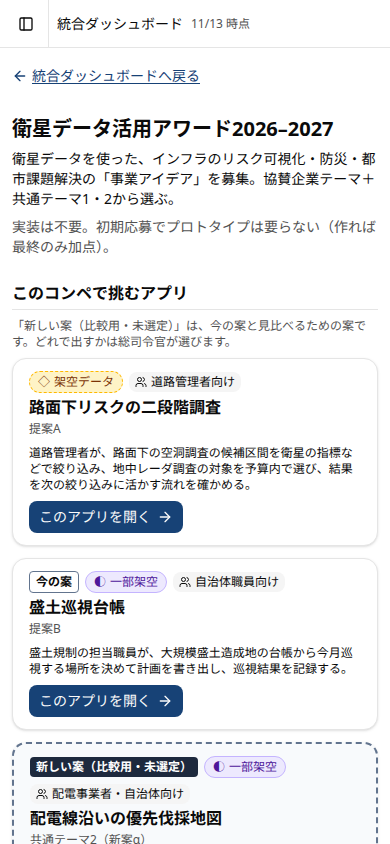 統合ダッシュボード 11/13 時点
← 統合ダッシュボードへ戻る
衛星データ活用アワード2026–2027
衛星データを使った、インフラのリスク可視化・防災・都
市課題解決の「事業アイデア」を募集。協賛企業テーマ＋
共通テーマ1・2から選ぶ。
実装は不要。初期応募でプロトタイプは要らない（作れば
最終のみ加点）。
このコンペで挑むアプリ
「新しい案（比較用・未選定）」は、今の案と見比べるための案で
す。どれで出すかは総司令官が選びます。
◇ 架空データ 道路管理者向け
路面下リスクの二段階調査
提案A
道路管理者が、路面下の空洞調査の候補区間を衛星の指標な
どで絞り込み、地中レーダ調査の対象を予算内で選び、結果
を次の絞り込みに活かす流れを確かめる。
このアプリを開く →
今の案 ◐ 一部架空 自治体職員向け
盛土巡視台帳
提案B
盛土規制の担当職員が、大規模盛土造成地の台帳から今月巡
視する場所を決めて計画を書き出し、巡視結果を記録する。
このアプリを開く →
新しい案（比較用・未選定） ◐ 一部架空
配電事業者・自治体向け
配電線沿いの優先伐採地図
共通テーマ2（新案α）